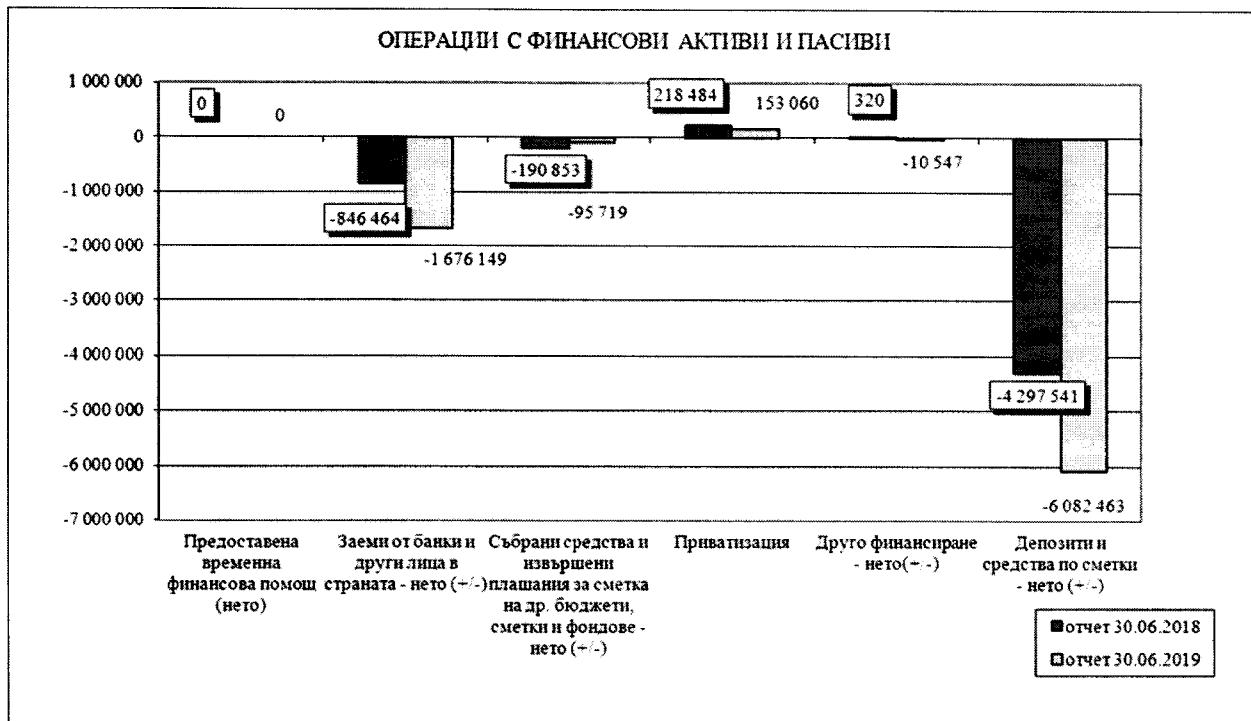 ОПЕРАЦИИ С ФИНАНСОВИ АКТИВИ И ПАСИВИ
1 000 000
0
-1 000 000
-2 000 000
-3 000 000
-4 000 000
-5 000 000
-6 000 000
-7 000 000
0
0
-846 464
-1 676 149
-190 853
-95 719
218 484
153 060
320
-10 547
-4 297 541
-6 082 463
Предоставена
временна
финансова помощ
(нето)
Заеми от банки и
други лица в
страната - нето (+/-)
Събрани средства и
извършени
плащания за сметка
на др. бюджети,
сметки и фондове -
нето (+/-)
Приватизация
Друго финансиране
- нето(+/-)
Депозити и
средства по сметки
- нето (+/-)
отчет 30.06.2018
отчет 30.06.2019